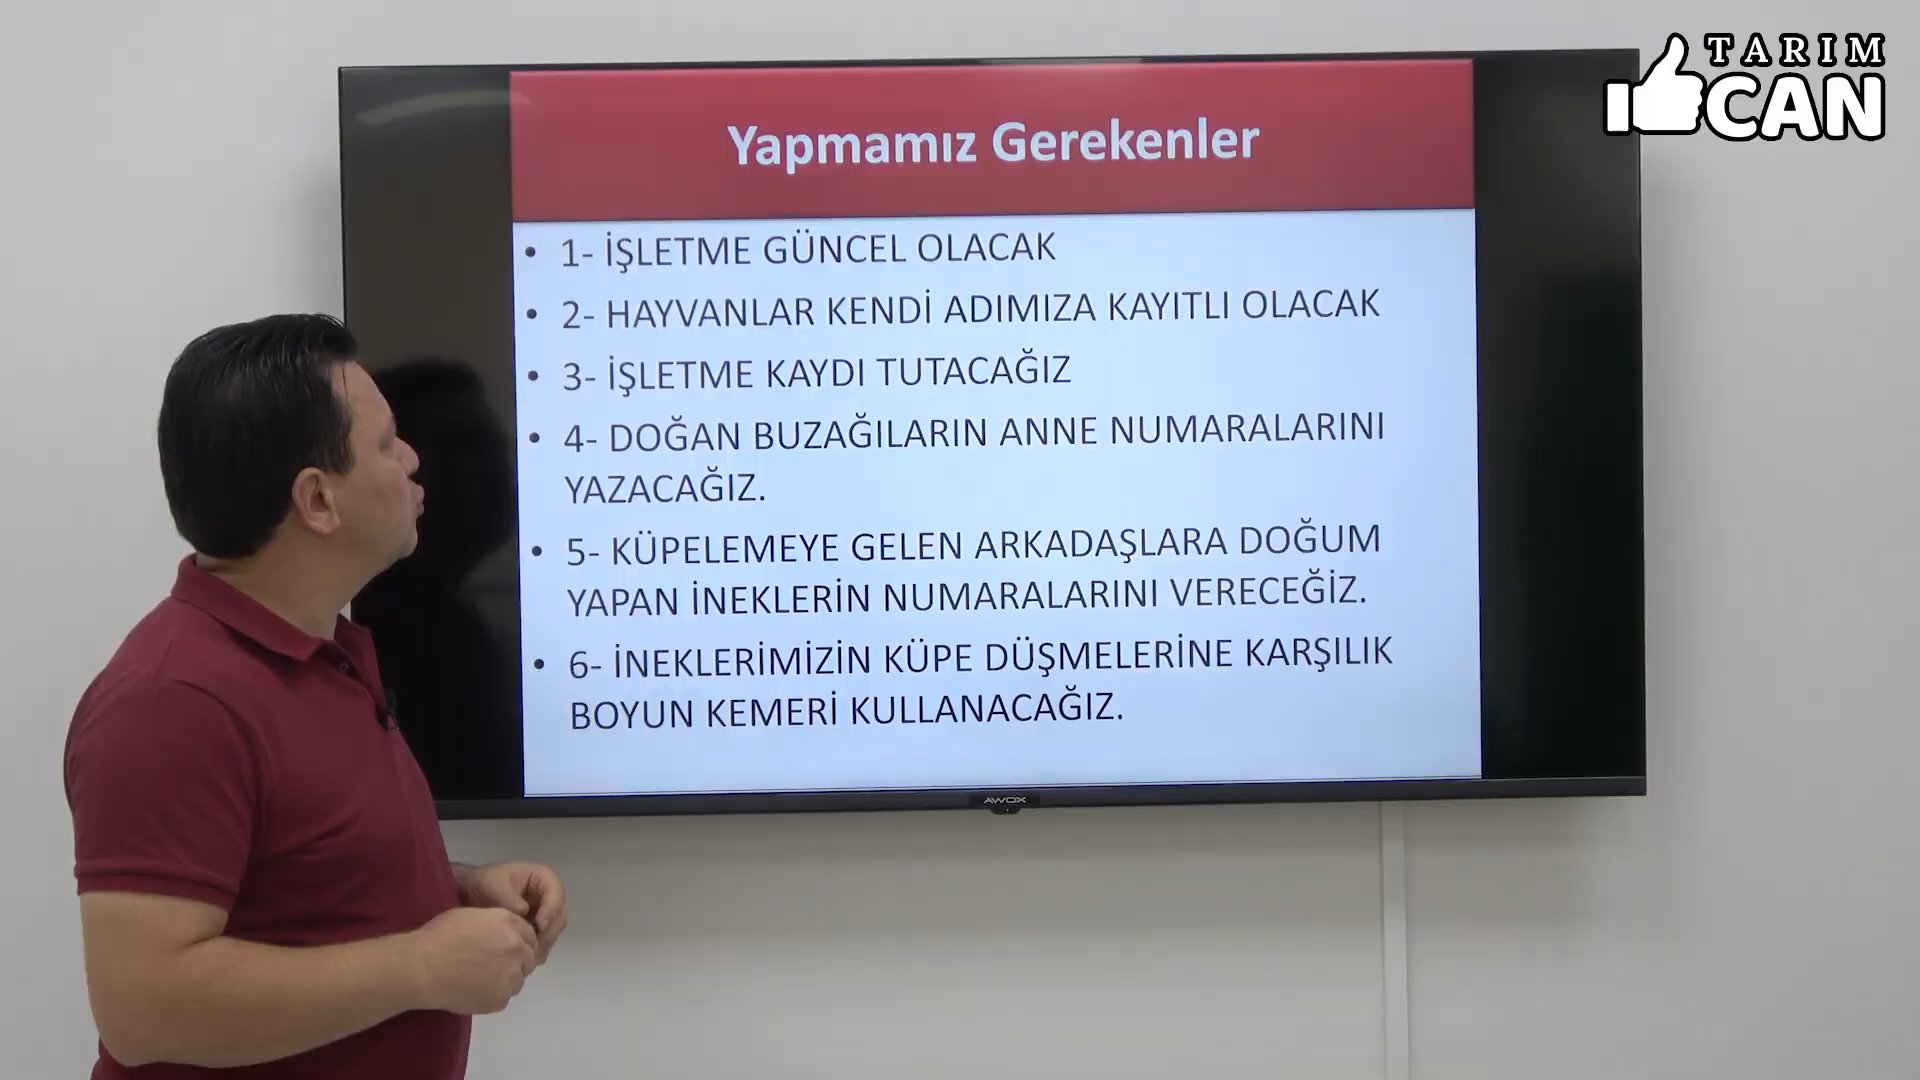 TARIM
CAN
Yapmamız Gerekenler
• 1- İŞLETME GÜNCEL OLACAK
• 2- HAYVANLAR KENDİ ADIMIZA KAYITLI OLACAK
• 3- İŞLETME KAYDI TUTACAĞIZ
• 4- DOĞAN BUZAĞILARIN ANNE NUMARALARINI
YAZACAĞIZ.
• 5- KÜPELEMEYE GELEN ARKADAŞLARA DOĞUM
YAPAN İNEKLERİN NUMARALARINI VERECEĞİZ.
• 6- İNEKLERİMİZİN KÜPE DÜŞMELERİNE KARŞILIK
BOYUN KEMERİ KULLANACAĞIZ.
AWOX